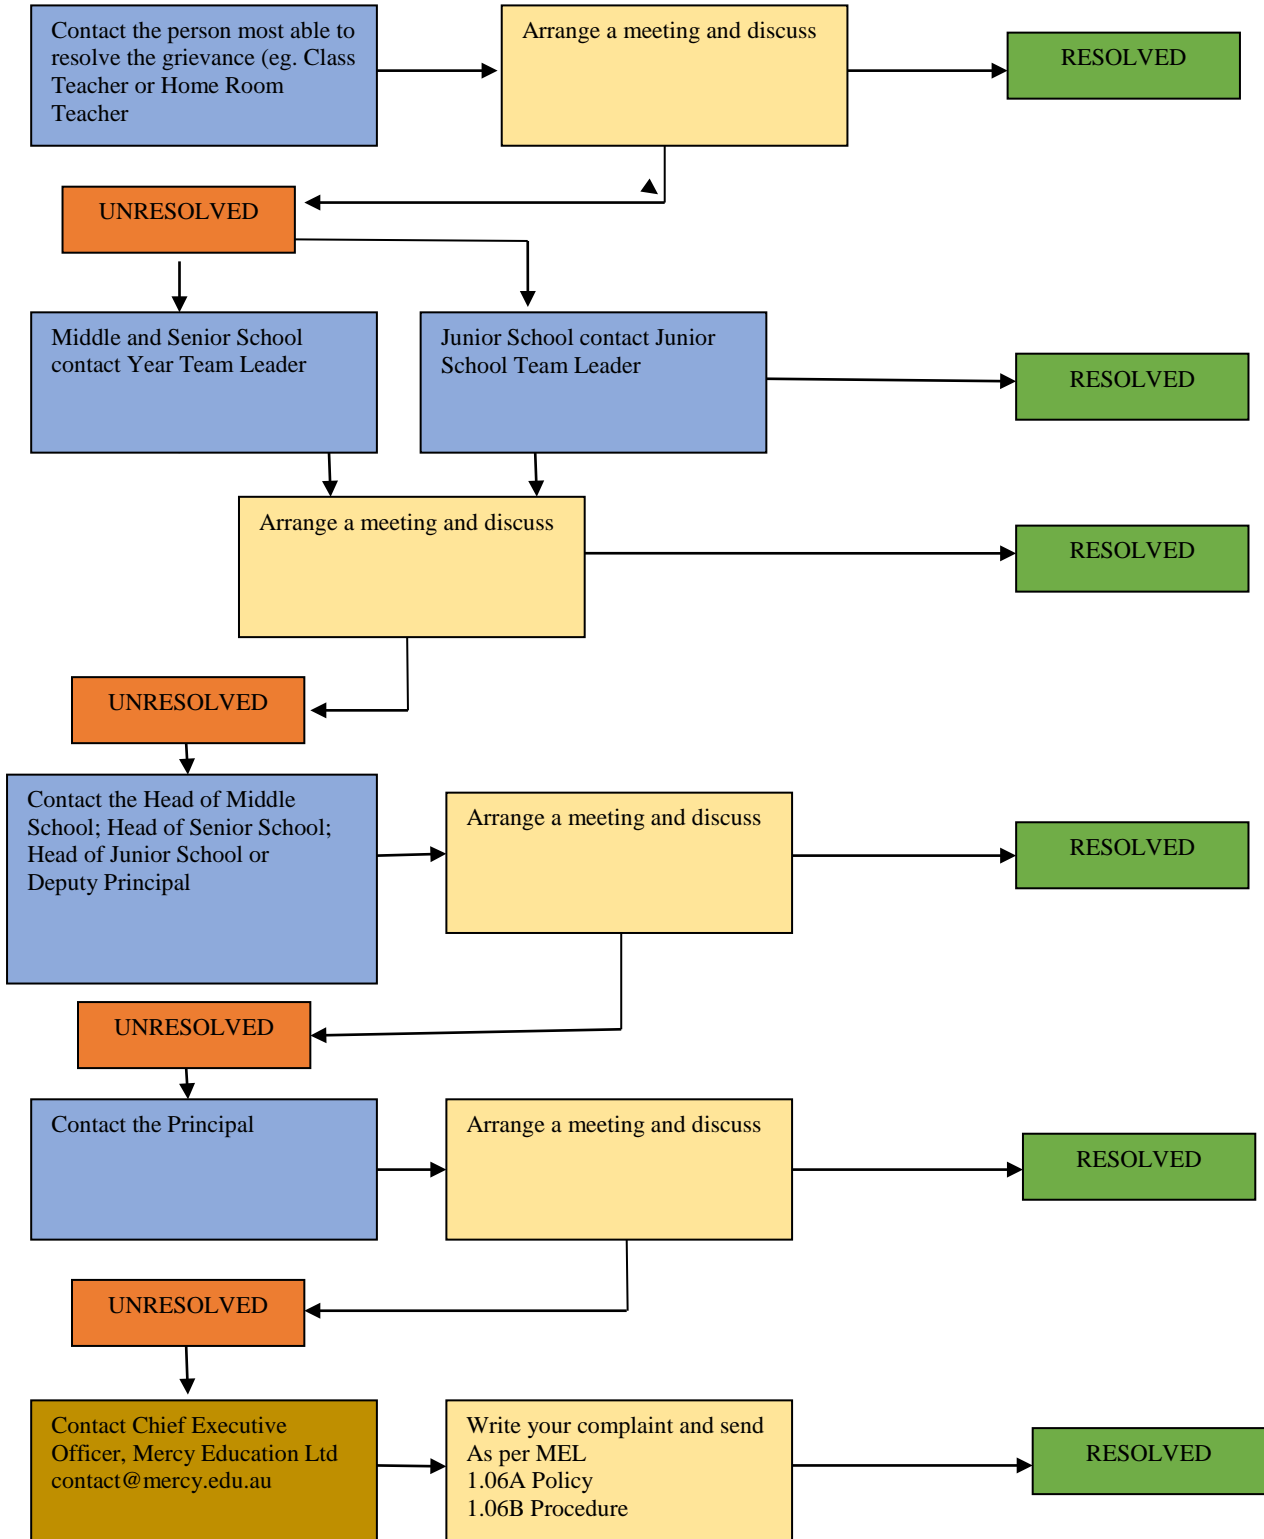 Contact the person most able to
resolve the grievance (eg. Class
Teacher or Home Room
Teacher
Arrange a meeting and discuss
RESOLVED
UNRESOLVED
Middle and Senior School
contact Year Team Leader
Junior School contact Junior
School Team Leader
RESOLVED
Arrange a meeting and discuss
RESOLVED
UNRESOLVED
Contact the Head of Middle
School; Head of Senior School;
Head of Junior School or
Deputy Principal
Arrange a meeting and discuss
RESOLVED
UNRESOLVED
Contact the Principal
Arrange a meeting and discuss
RESOLVED
UNRESOLVED
Contact Chief Executive
Officer, Mercy Education Ltd
contact@mercy.edu.au
Write your complaint and send
As per MEL
1.06A Policy
1.06B Procedure
RESOLVED